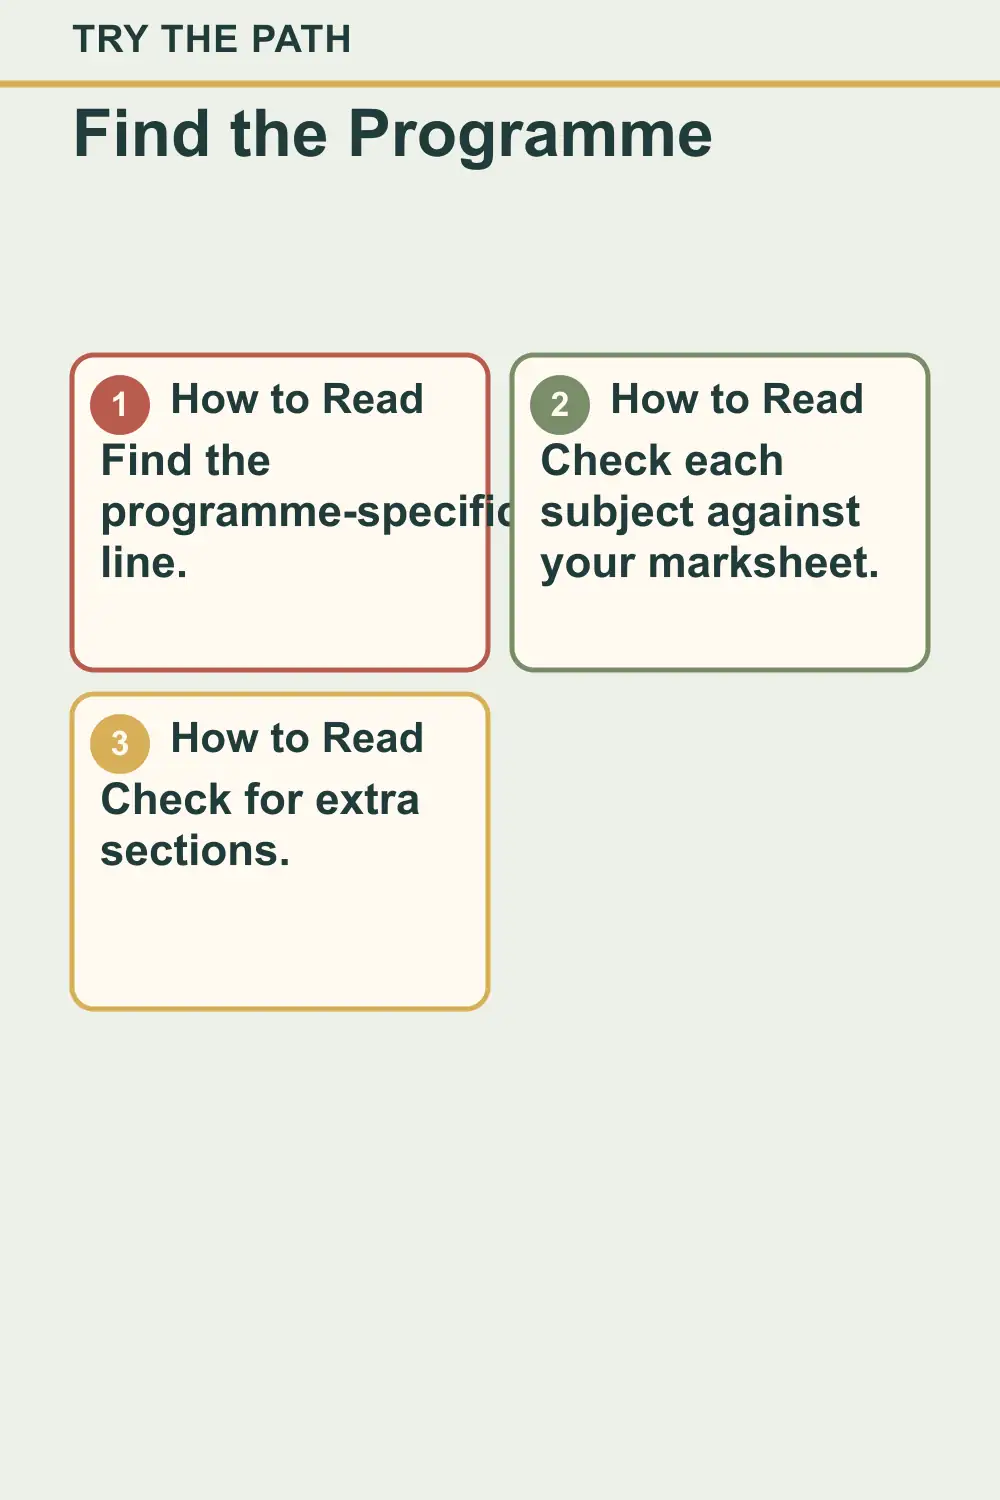 TRY THE PATH
Find the Programme
1 How to Read
Find the
programme-specific
line.
2 How to Read
Check each
subject against
your marksheet.
3 How to Read
Check for extra
sections.